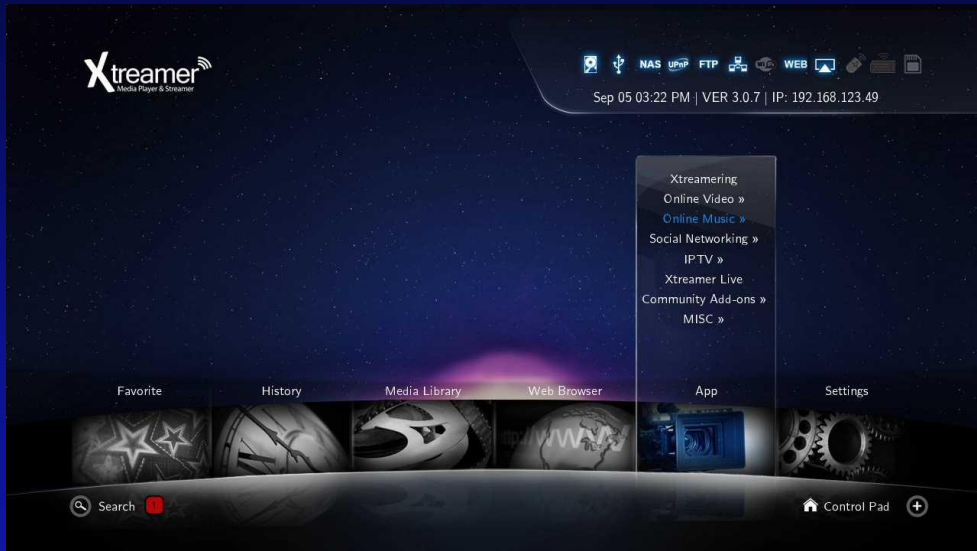 Xtreamer
Media Player & Streamer
NAS UPnP FTP WEB
Sep 05 03:22 PM | VER 3.0.7 | IP: 192.168.123.49
Xtreamering
Online Video »
Online Music »
Social Networking »
IPTV »
Xtreamer Live
Community Add-ons »
MISC »
Favorite History Media Library Web Browser App Settings
Search 1 Control Pad